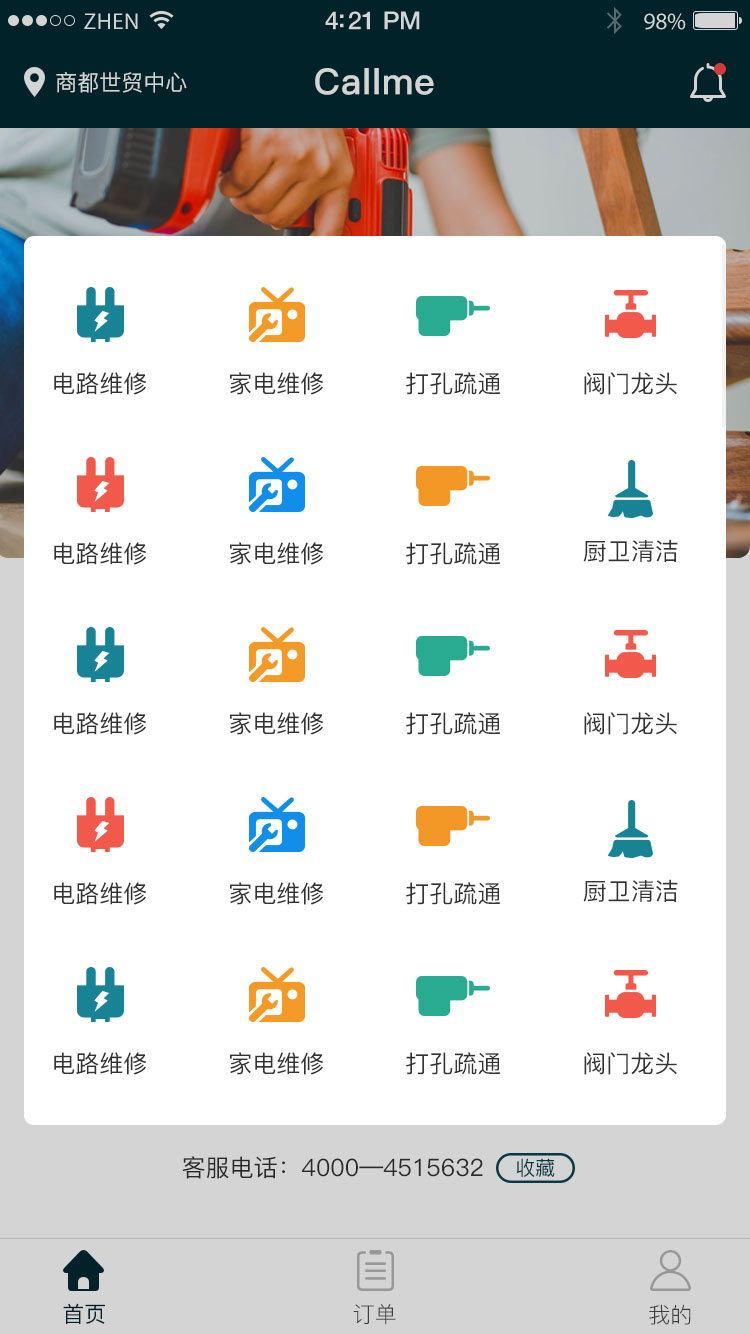 ZHEN 4:21 PM 98%
商都世贸中心 Callme
电路维修 家电维修 打孔疏通 阀门龙头
电路维修 家电维修 打孔疏通 厨卫清洁
电路维修 家电维修 打孔疏通 阀门龙头
电路维修 家电维修 打孔疏通 厨卫清洁
电路维修 家电维修 打孔疏通 阀门龙头
客服电话：4000—4515632 收藏
首页 订单 我的